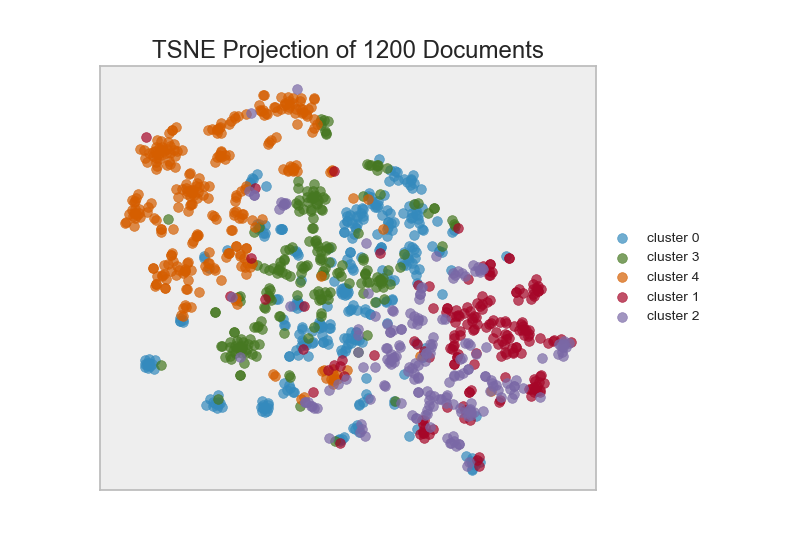 TSNE Projection of 1200 Documents
cluster 0
cluster 3
cluster 4
cluster 1
cluster 2